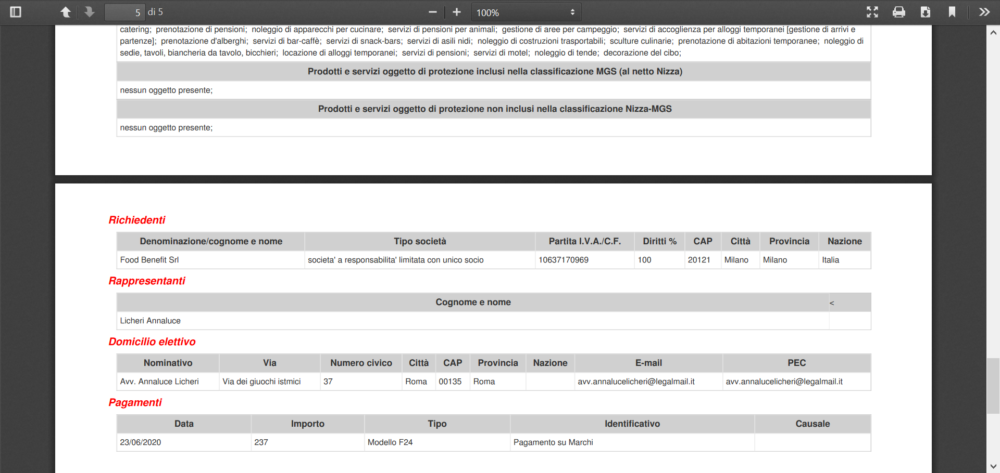 5 di 5 100%
catering; prenotazione di pensioni; noleggio di apparecchi per cucinare; servizi di pensioni per animali; gestione di aree per campeggio; servizi di accoglienza per alloggi temporanei [gestione di arrivi e
partenze]; prenotazione d'alberghi; servizi di bar-caffè; servizi di snack-bars; servizi di asili nidi; noleggio di costruzioni trasportabili; sculture culinarie; prenotazione di abitazioni temporanee; noleggio di
sedie, tavoli, biancheria da tavolo, bicchieri; locazione di alloggi temporanei; servizi di pensioni; servizi di motel; noleggio di tende; decorazione del cibo;
Prodotti e servizi oggetto di protezione inclusi nella classificazione MGS (al netto Nizza)
nessun oggetto presente;
Prodotti e servizi oggetto di protezione non inclusi nella classificazione Nizza-MGS
nessun oggetto presente;
Richiedenti
Denominazione/cognome e nome Tipo società Partita I.V.A./C.F. Diritti % CAP Città Provincia Nazione
Food Benefit Srl societa' a responsabilita' limitata con unico socio 10637170969 100 20121 Milano Milano Italia
Rappresentanti
Cognome e nome <
Licheri Annaluce
Domicilio elettivo
Nominativo Via Numero civico Città CAP Provincia Nazione E-mail PEC
Avv. Annaluce Licheri Via dei giuochi istmici 37 Roma 00135 Roma avv.annalucelicheri@legalmail.it avv.annalucelicheri@legalmail.it
Pagamenti
Data Importo Tipo Identificativo Causale
23/06/2020 237 Modello F24 Pagamento su Marchi